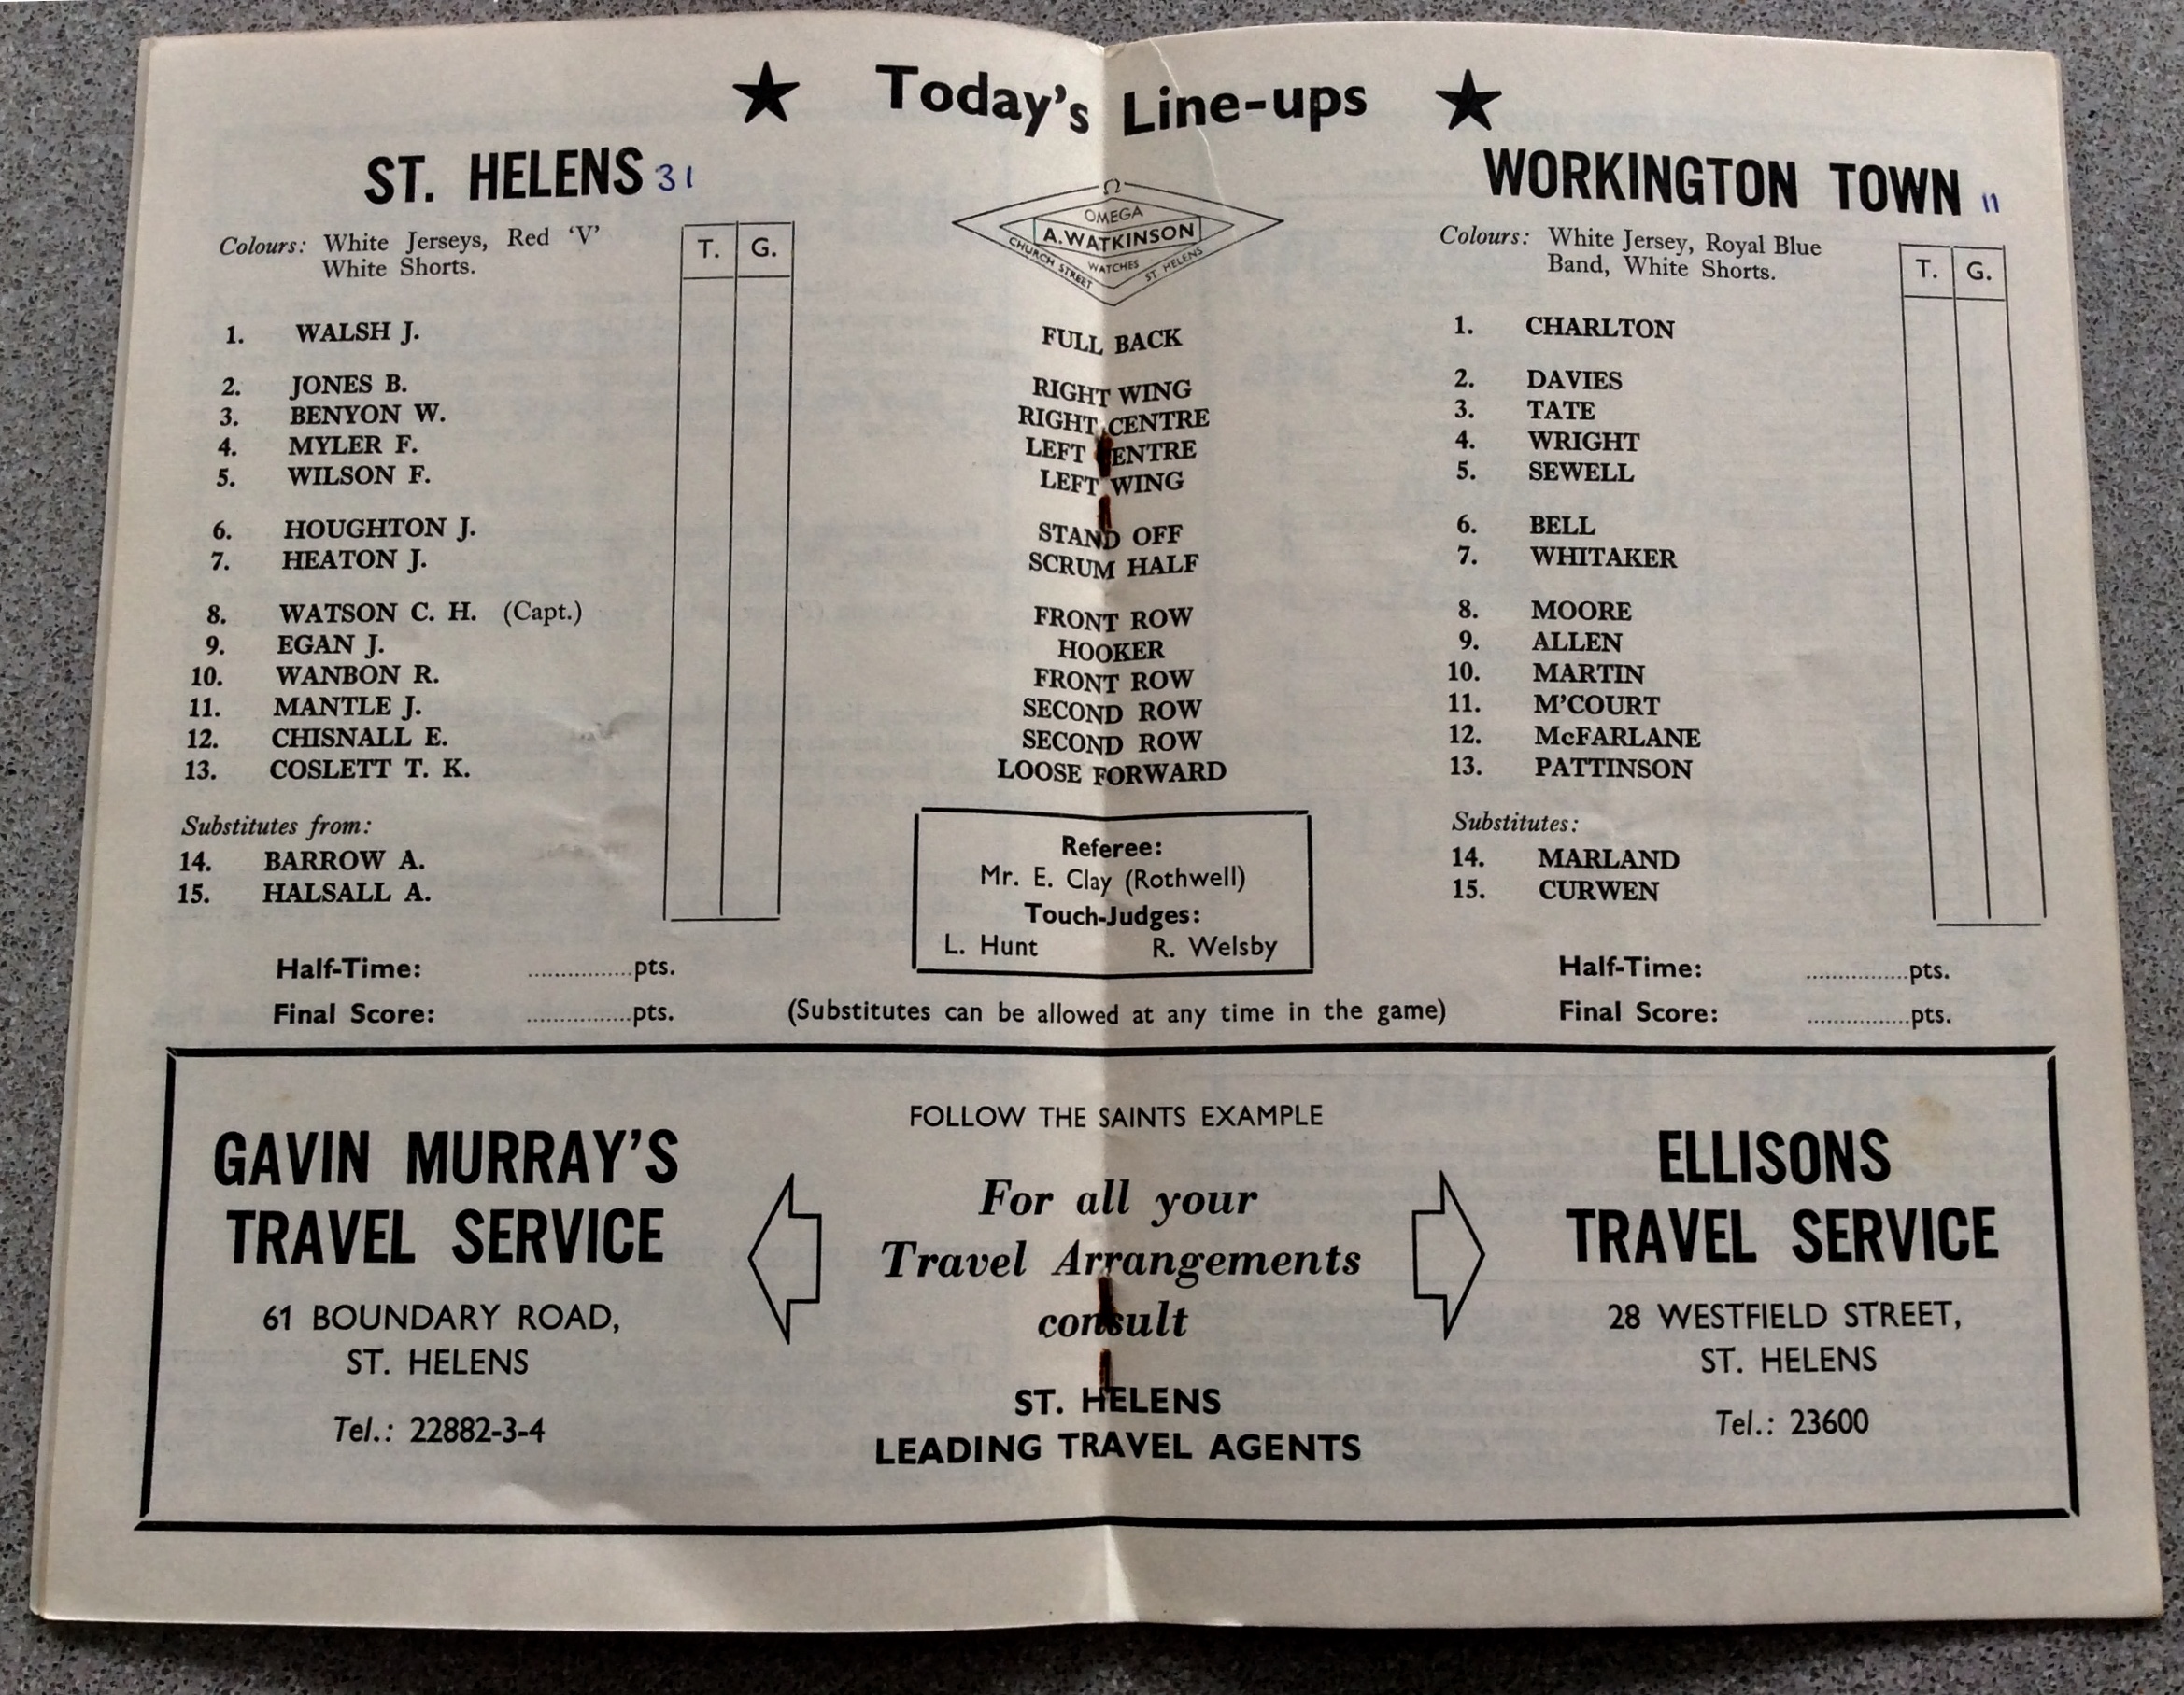 ★ Today's Line-ups ★
ST. HELENS 31
Colours: White Jerseys, Red 'V'
White Shorts.
T. G.
1. WALSH J.
2. JONES B.
3. BENYON W.
4. MYLER F.
5. WILSON F.
6. HOUGHTON J.
7. HEATON J.
8. WATSON C. H. (Capt.)
9. EGAN J.
10. WANBON R.
11. MANTLE J.
12. CHISNALL E.
13. COSLETT T. K.
Substitutes from:
14. BARROW A.
15. HALSALL A.
Half-Time: ................pts.
Final Score: ................pts.
Ω
OMEGA
A. WATKINSON
WATCHES
CHURCH STREET ST. HELENS
FULL BACK
RIGHT WING
RIGHT CENTRE
LEFT CENTRE
LEFT WING
STAND OFF
SCRUM HALF
FRONT ROW
HOOKER
FRONT ROW
SECOND ROW
SECOND ROW
LOOSE FORWARD
Referee:
Mr. E. Clay (Rothwell)
Touch-Judges:
L. Hunt R. Welsby
(Substitutes can be allowed at any time in the game)
WORKINGTON TOWN 11
Colours: White Jersey, Royal Blue
Band, White Shorts.
T. G.
1. CHARLTON
2. DAVIES
3. TATE
4. WRIGHT
5. SEWELL
6. BELL
7. WHITAKER
8. MOORE
9. ALLEN
10. MARTIN
11. M'COURT
12. McFARLANE
13. PATTINSON
Substitutes:
14. MARLAND
15. CURWEN
Half-Time: ................pts.
Final Score: ................pts.
GAVIN MURRAY'S
TRAVEL SERVICE
61 BOUNDARY ROAD,
ST. HELENS
Tel.: 22882-3-4
FOLLOW THE SAINTS EXAMPLE
For all your
Travel Arrangements
consult
ST. HELENS
LEADING TRAVEL AGENTS
ELLISONS
TRAVEL SERVICE
28 WESTFIELD STREET,
ST. HELENS
Tel.: 23600